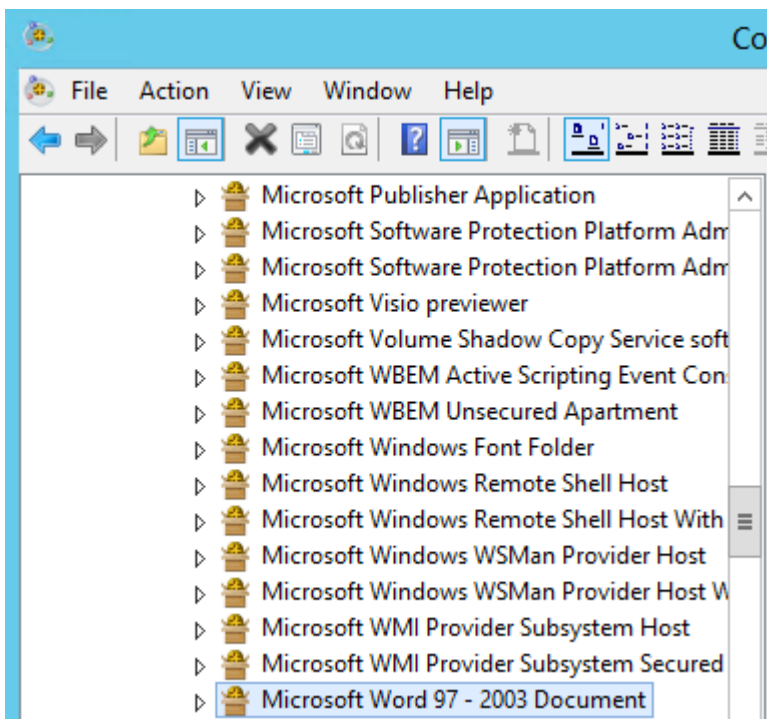 Co
File Action View Window Help
Microsoft Publisher Application
Microsoft Software Protection Platform Adm
Microsoft Software Protection Platform Adm
Microsoft Visio previewer
Microsoft Volume Shadow Copy Service soft
Microsoft WBEM Active Scripting Event Con
Microsoft WBEM Unsecured Apartment
Microsoft Windows Font Folder
Microsoft Windows Remote Shell Host
Microsoft Windows Remote Shell Host With
Microsoft Windows WSMan Provider Host
Microsoft Windows WSMan Provider Host W
Microsoft WMI Provider Subsystem Host
Microsoft WMI Provider Subsystem Secured
Microsoft Word 97 - 2003 Document